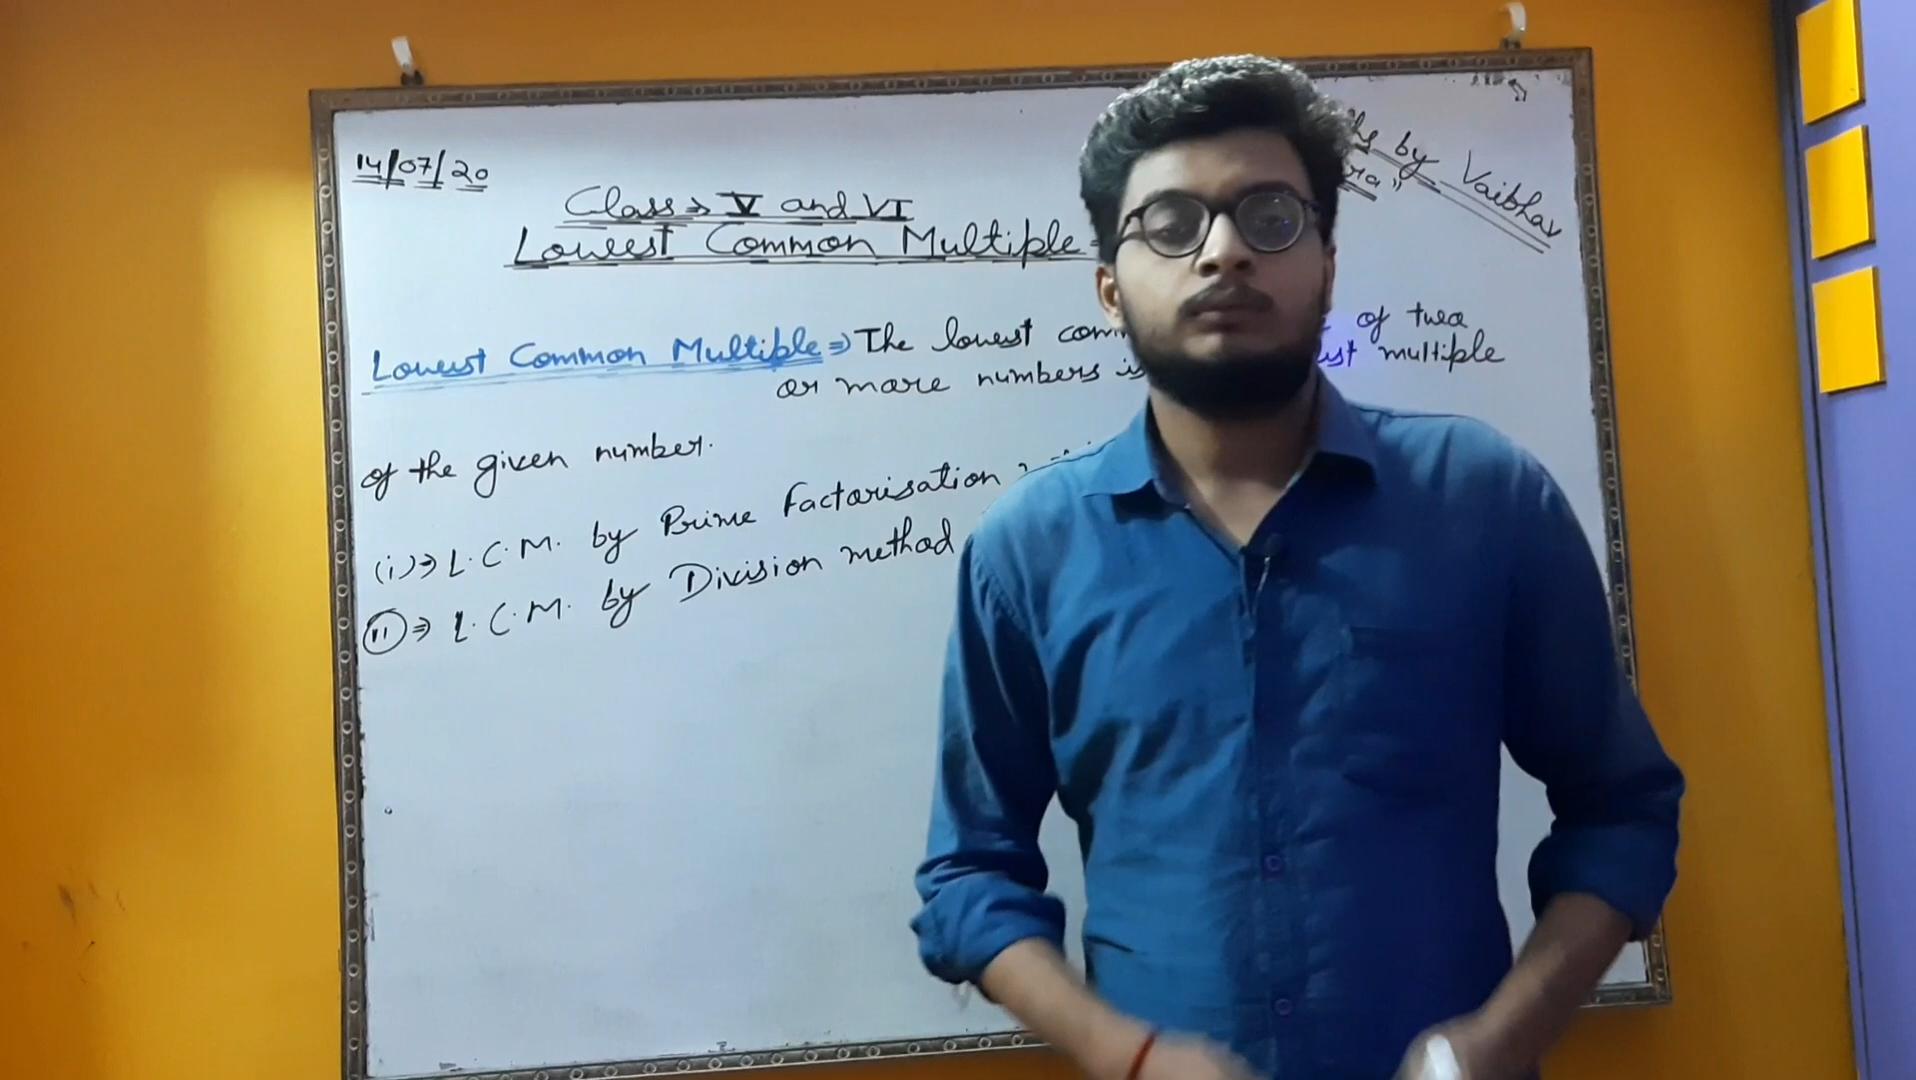 14/07/20
by Vaibhav
Class ⇒ V and VI
Lowest Common Multiple
Lowest Common Multiple ⇒ The lowest com of two
or more numbers is multiple
of the given number.
(i) ⇒ L.C.M. by Prime Factorisation
(ii) ⇒ L.C.M. by Division method